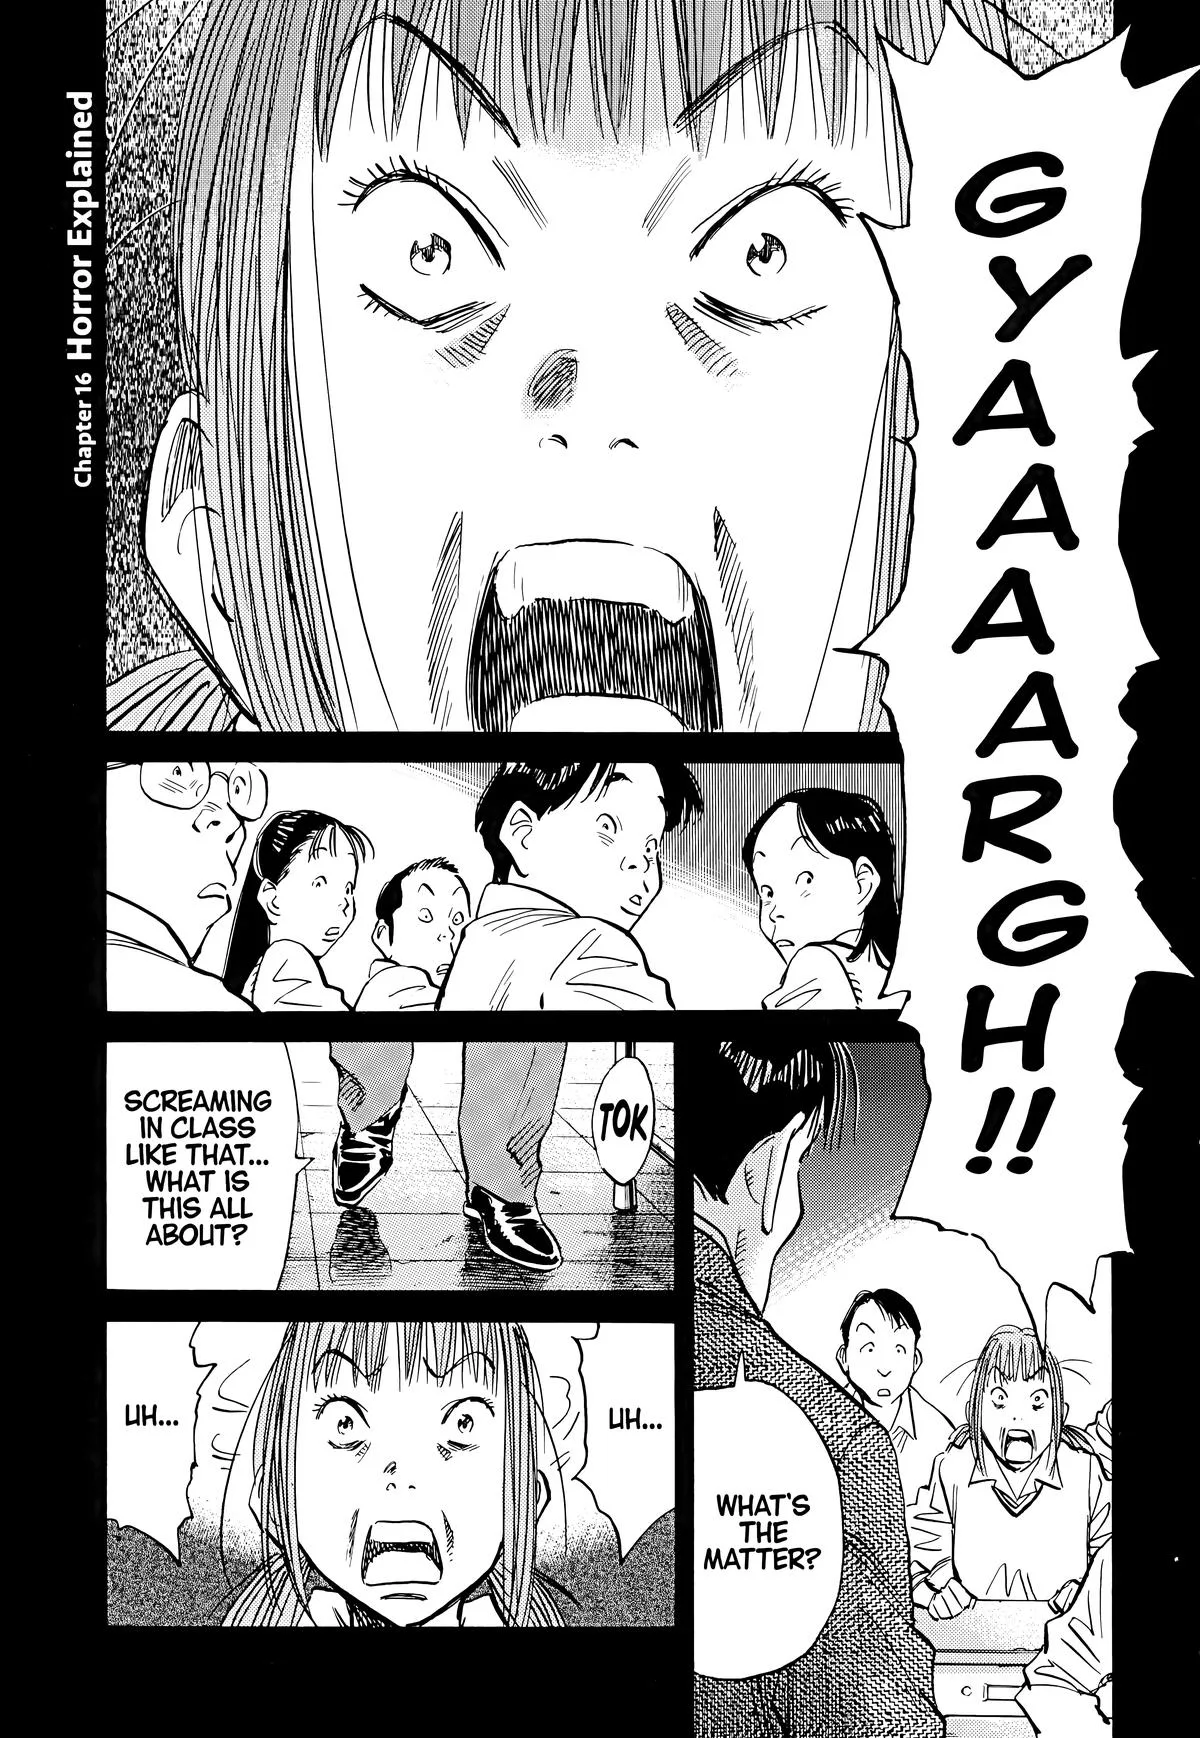 Chapter 16 Horror Explained
GYAAAARGH!!
WHAT'S
THE
MATTER?
TOK
SCREAMING
IN CLASS
LIKE THAT...
WHAT IS
THIS ALL
ABOUT?
UH...
UH...